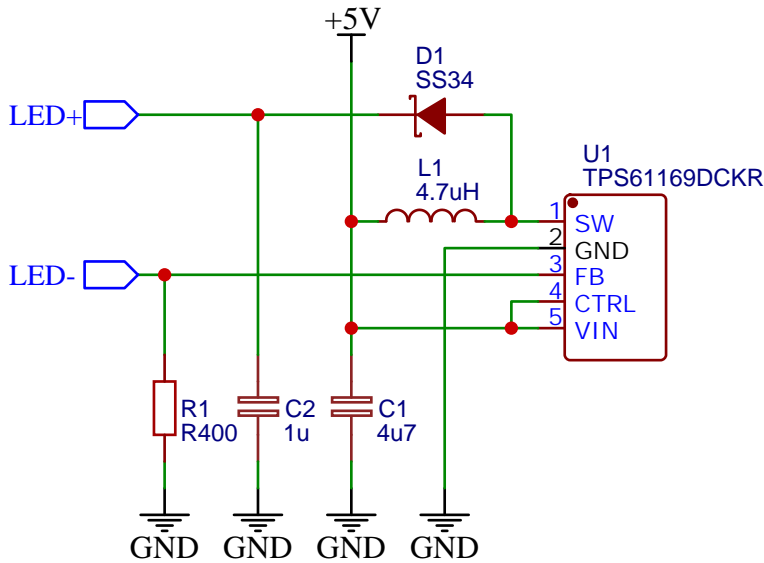 +5V
D1
SS34
LED+
L1
4.7uH
U1
TPS61169DCKR
1 SW
2 GND
LED-
3 FB
4 CTRL
5 VIN
R1
R400
C2
1u
C1
4u7
GND GND GND GND